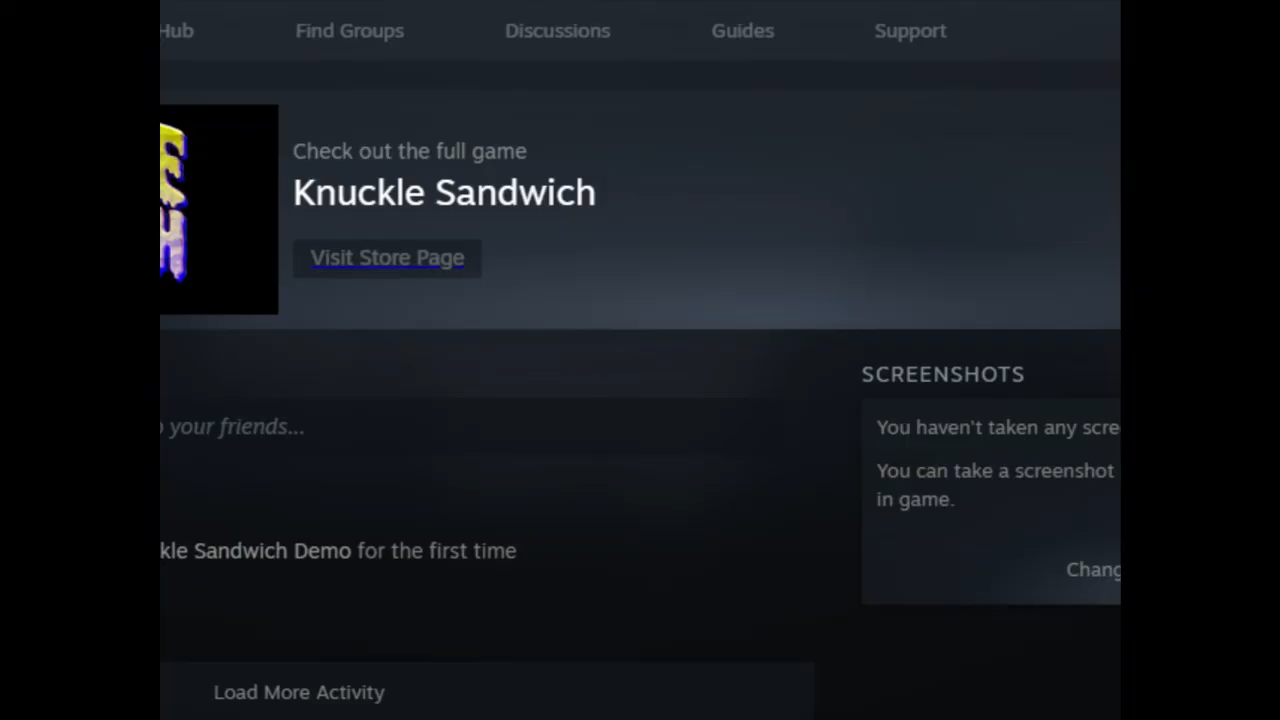 Hub Find Groups Discussions Guides Support
Check out the full game
Knuckle Sandwich
Visit Store Page
SCREENSHOTS
your friends...
You haven't taken any scre
You can take a screenshot
in game.
kle Sandwich Demo for the first time
Chang
Load More Activity